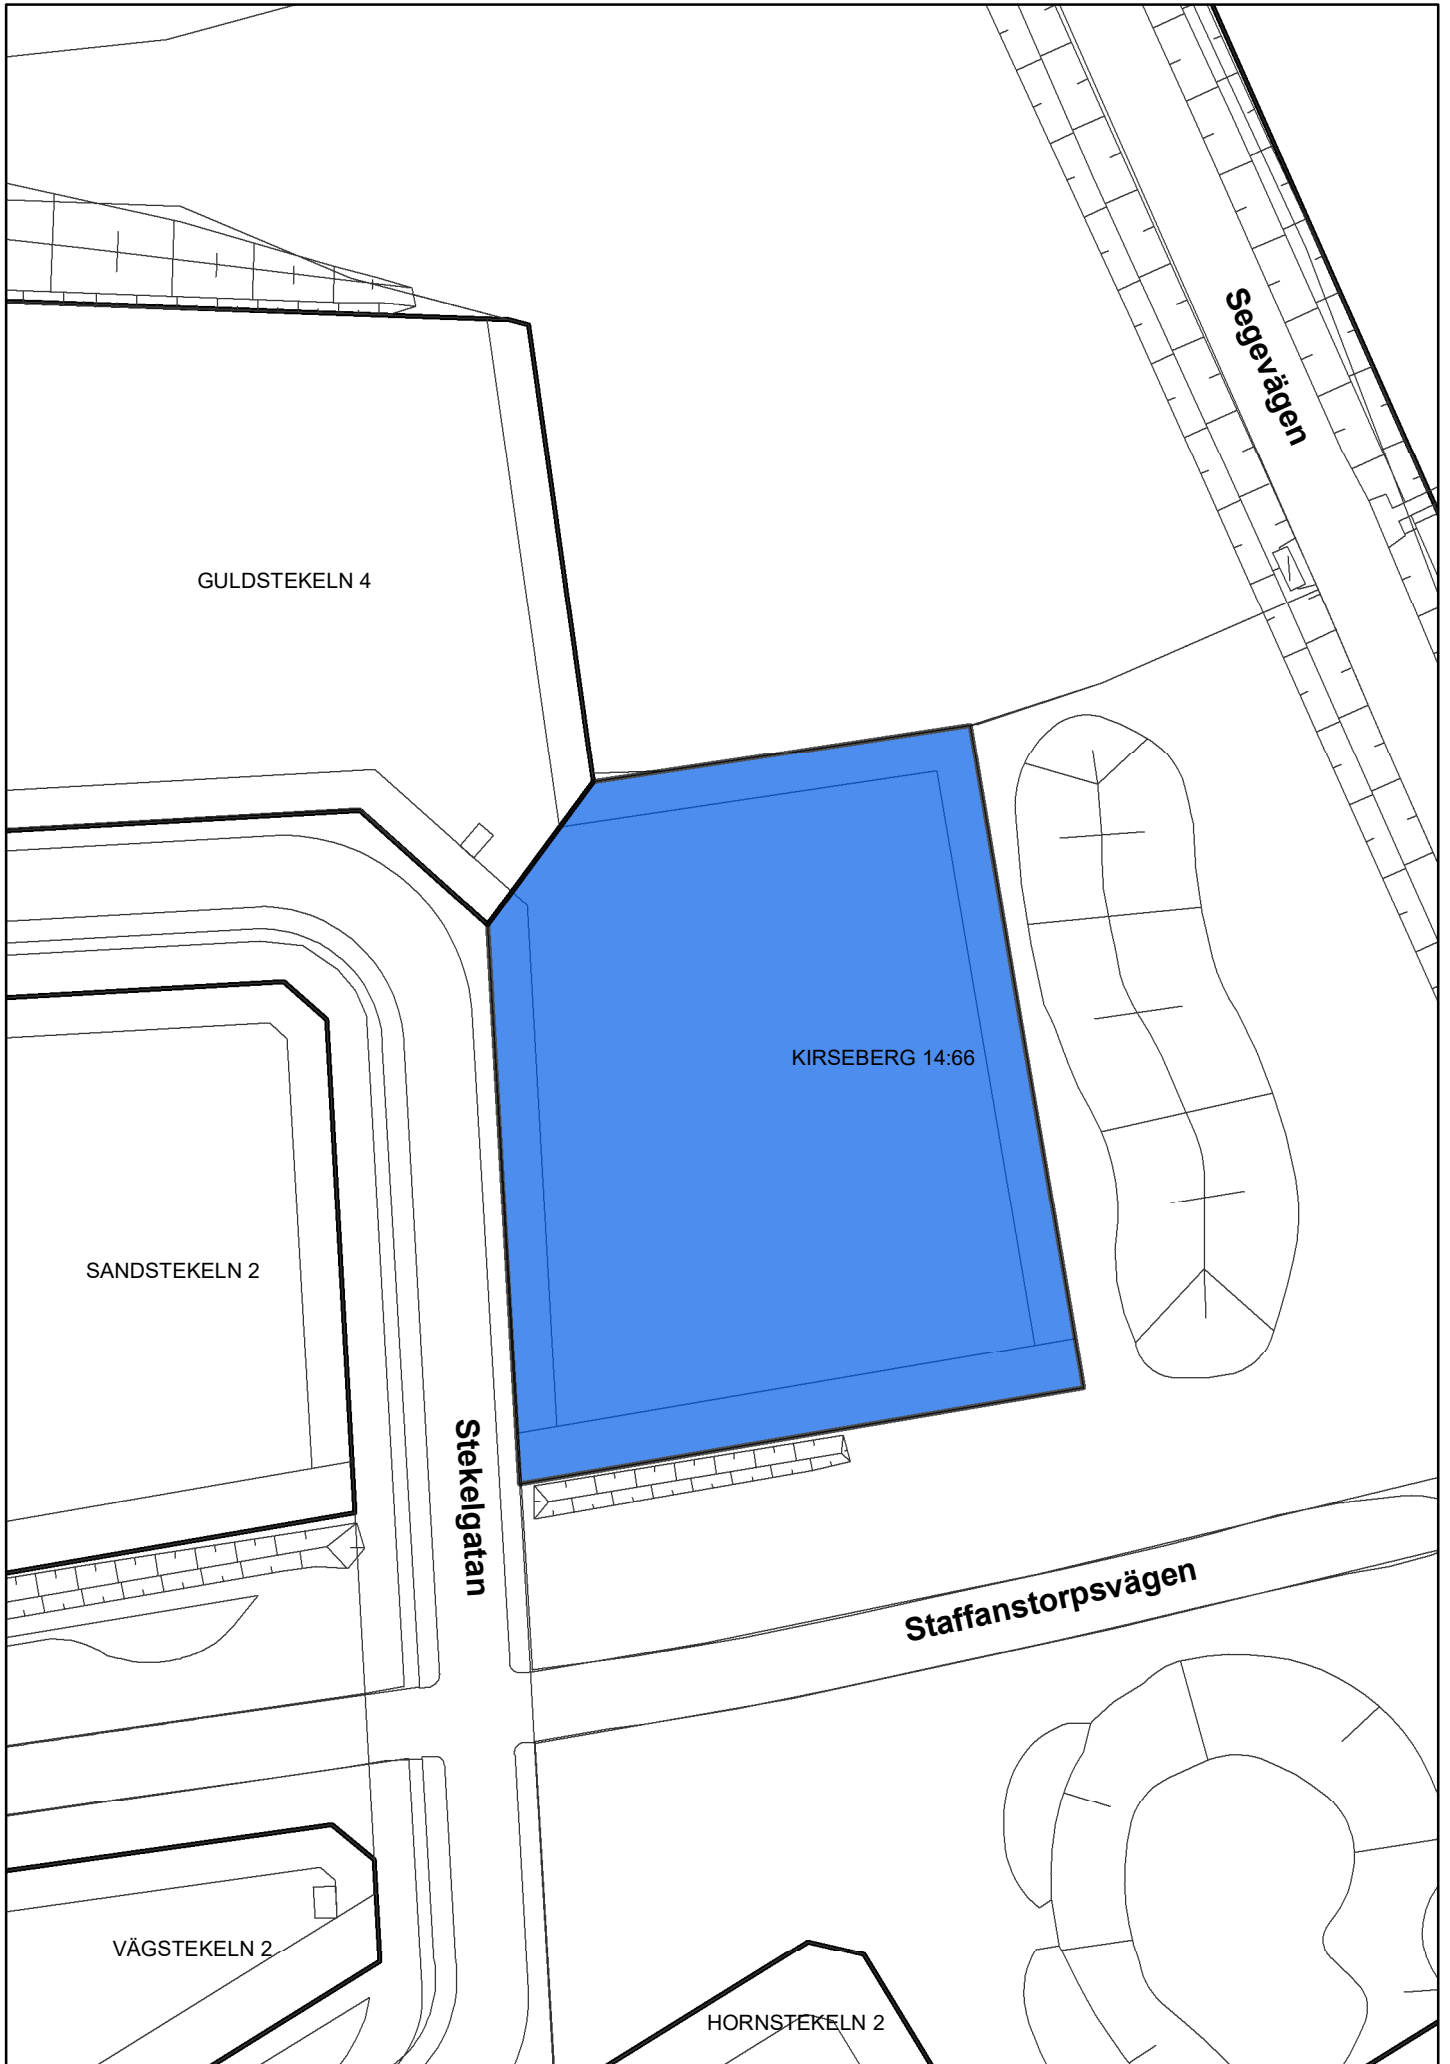 Segevägen
GULDSTEKELN 4
KIRSEBERG 14:66
SANDSTEKELN 2
Stekelgatan
Staffanstorpsvägen
VÄGSTEKELN 2
HORNSTEKELN 2